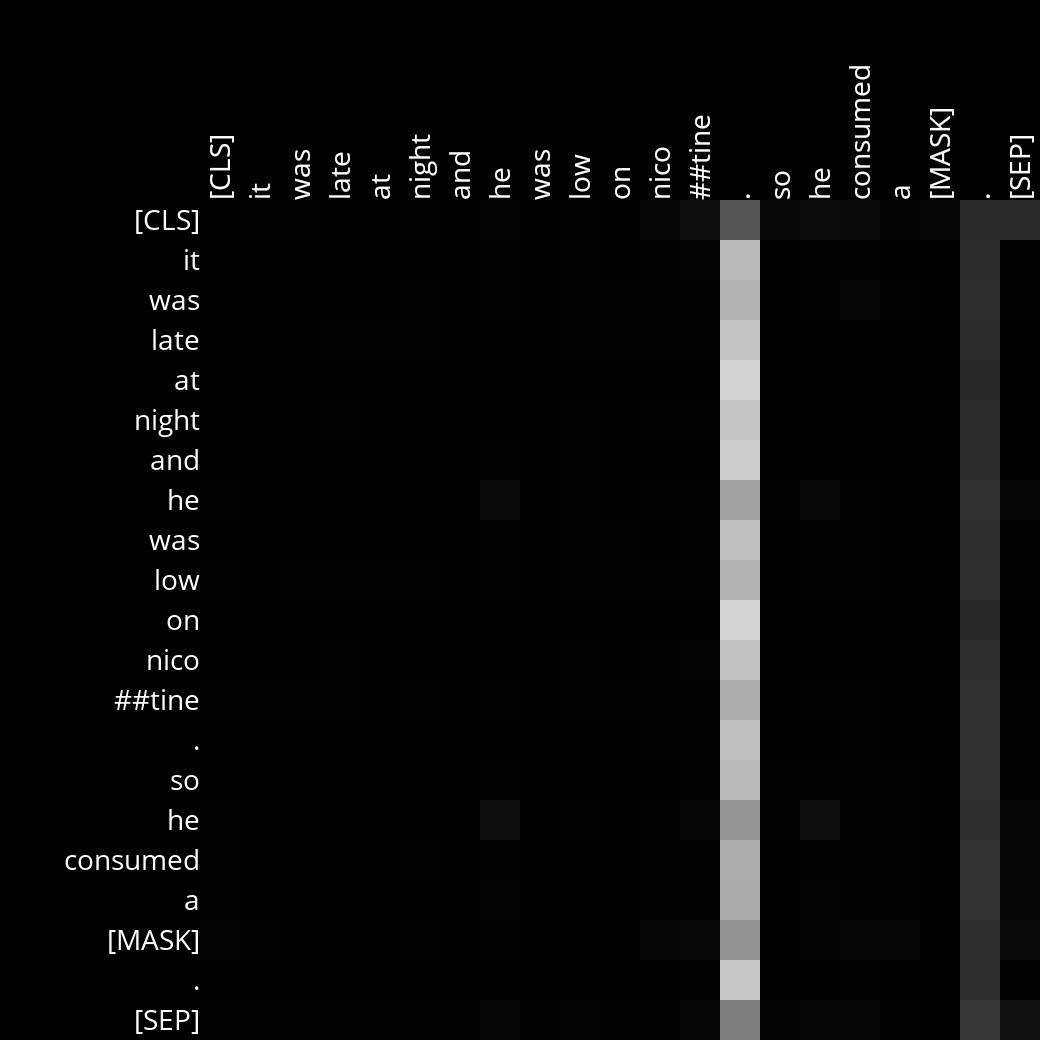 [CLS] it was late at night and he was low on nico ##tine . so he consumed a [MASK] . [SEP]
[CLS]
it
was
late
at
night
and
he
was
low
on
nico
##tine
.
so
he
consumed
a
[MASK]
.
[SEP]